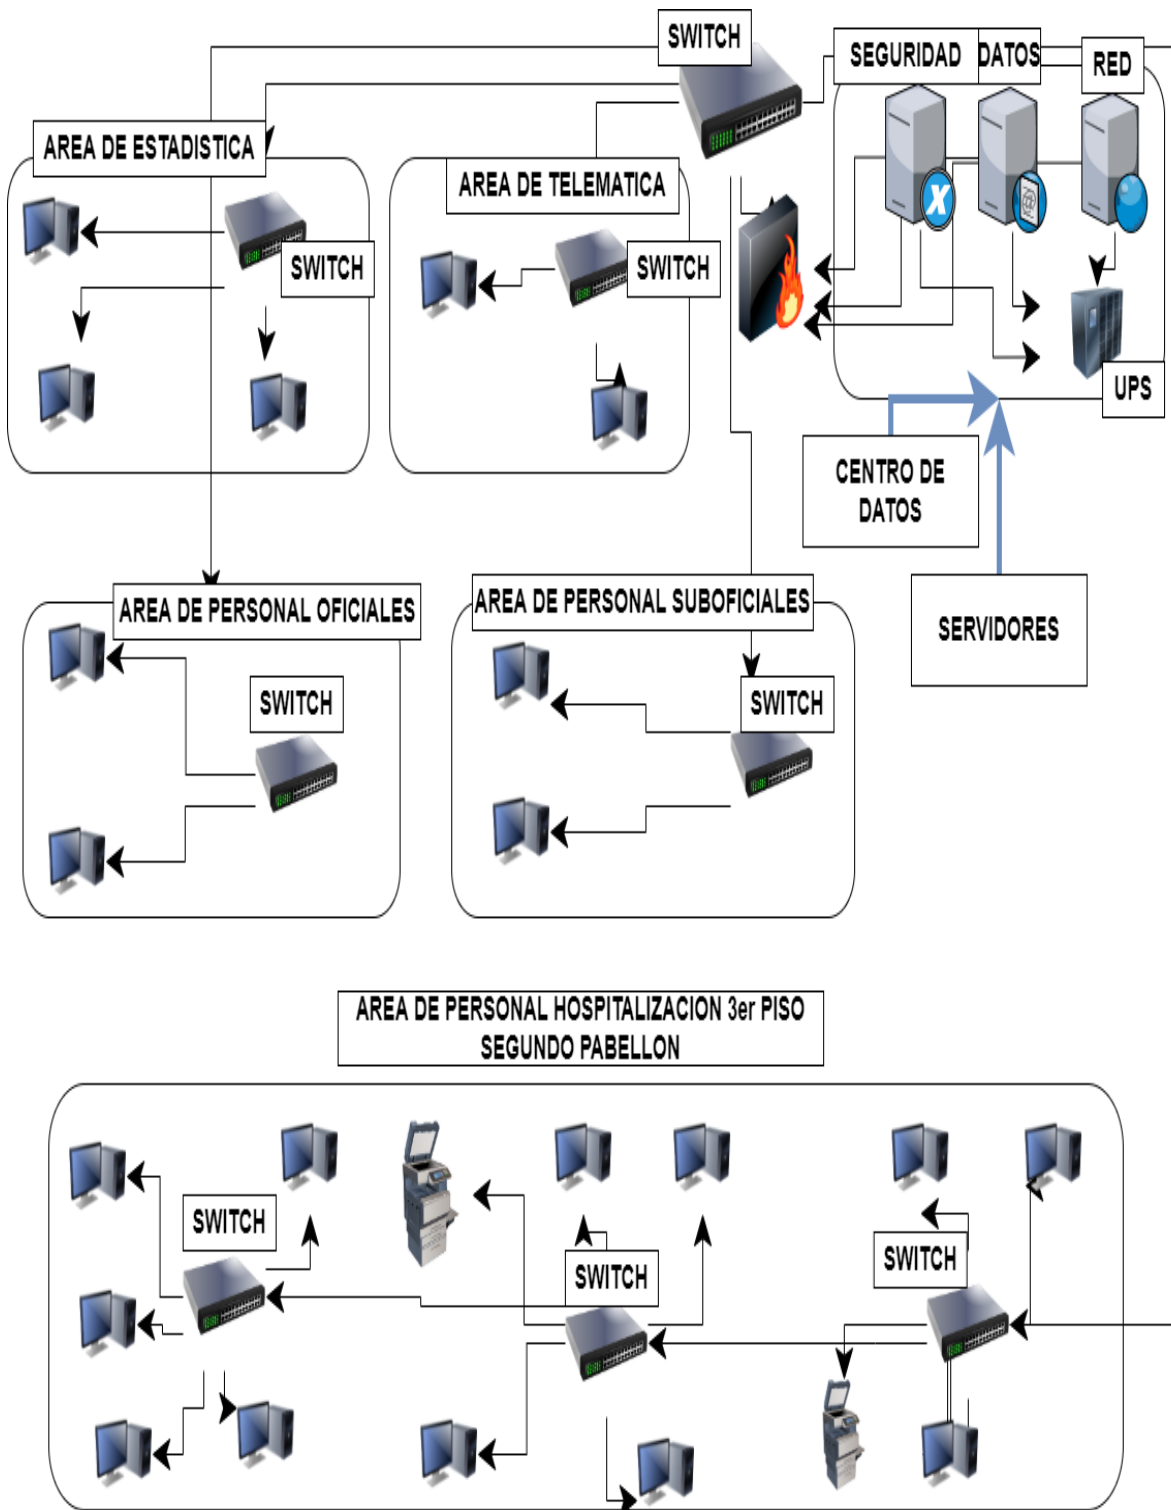 SWITCH
SEGURIDAD
DATOS
RED
AREA DE ESTADISTICA
AREA DE TELEMATICA
SWITCH
SWITCH
UPS
CENTRO DE
DATOS
AREA DE PERSONAL OFICIALES
AREA DE PERSONAL SUBOFICIALES
SERVIDORES
SWITCH
SWITCH
AREA DE PERSONAL HOSPITALIZACION 3er PISO
SEGUNDO PABELLON
SWITCH
SWITCH
SWITCH